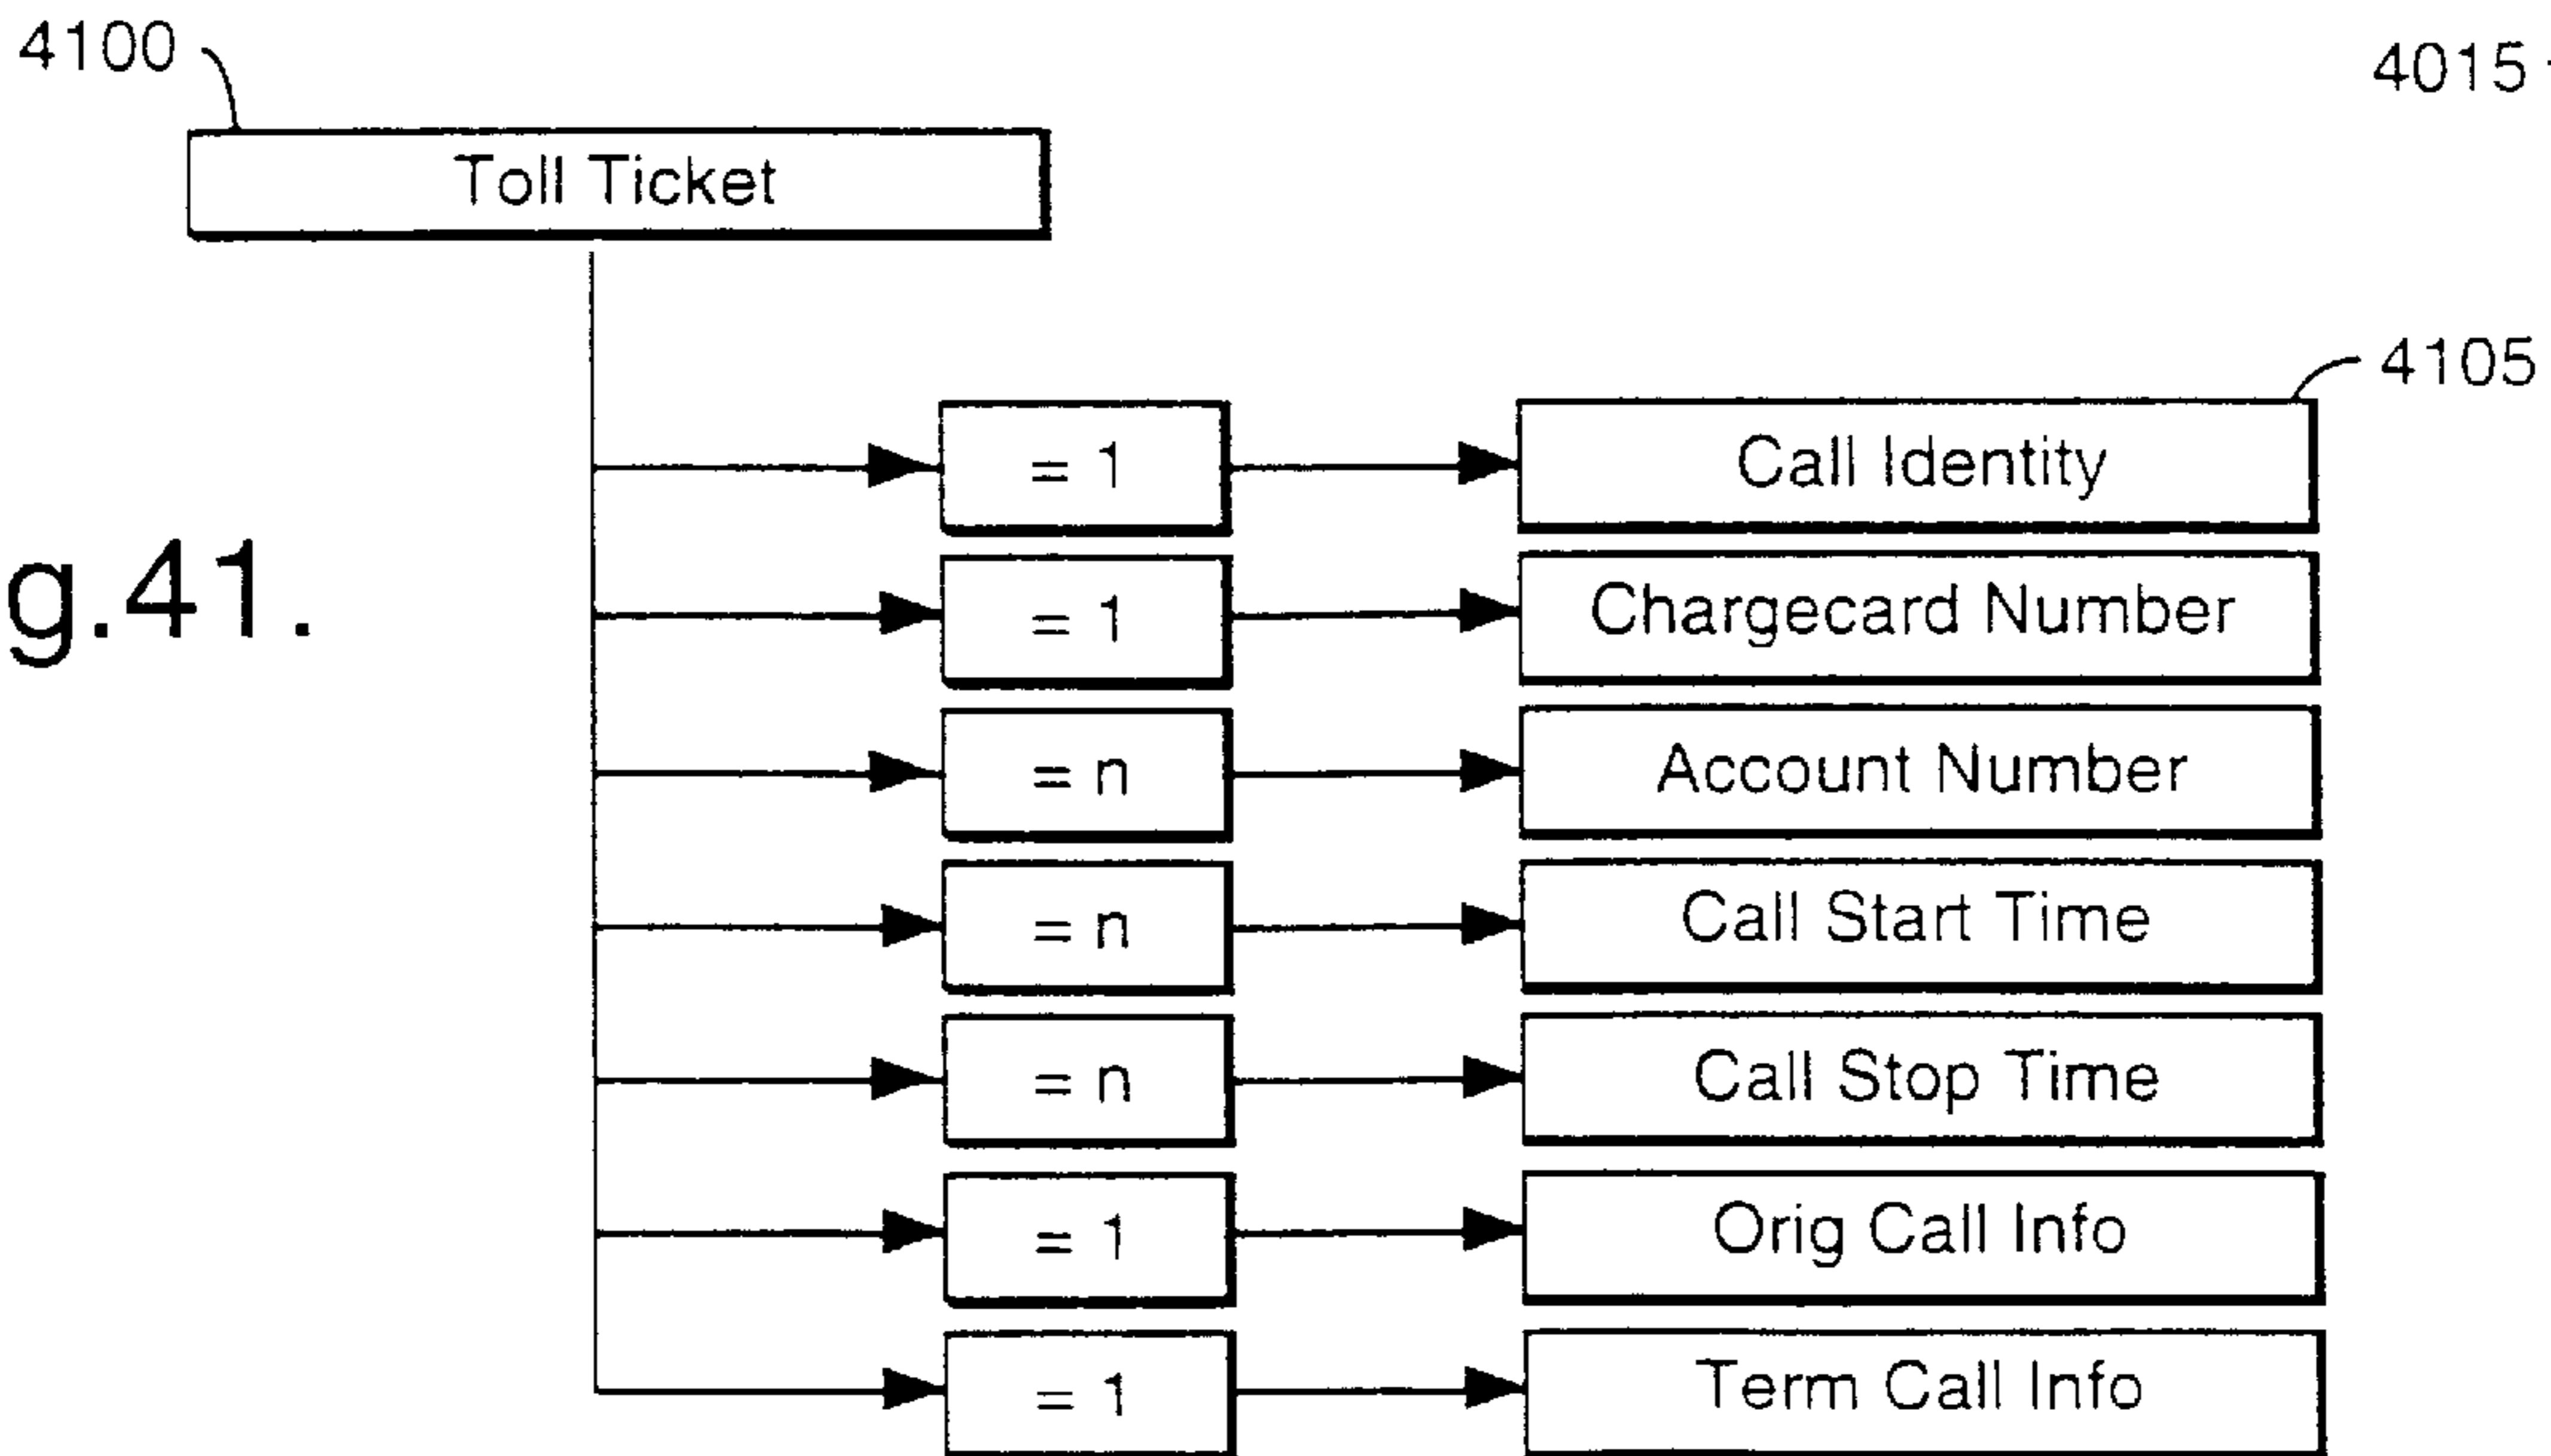 4100
4015
Toll Ticket
4105
= 1 Call Identity
= 1 Chargecard Number
g.41.
= n Account Number
= n Call Start Time
= n Call Stop Time
= 1 Orig Call Info
= 1 Term Call Info